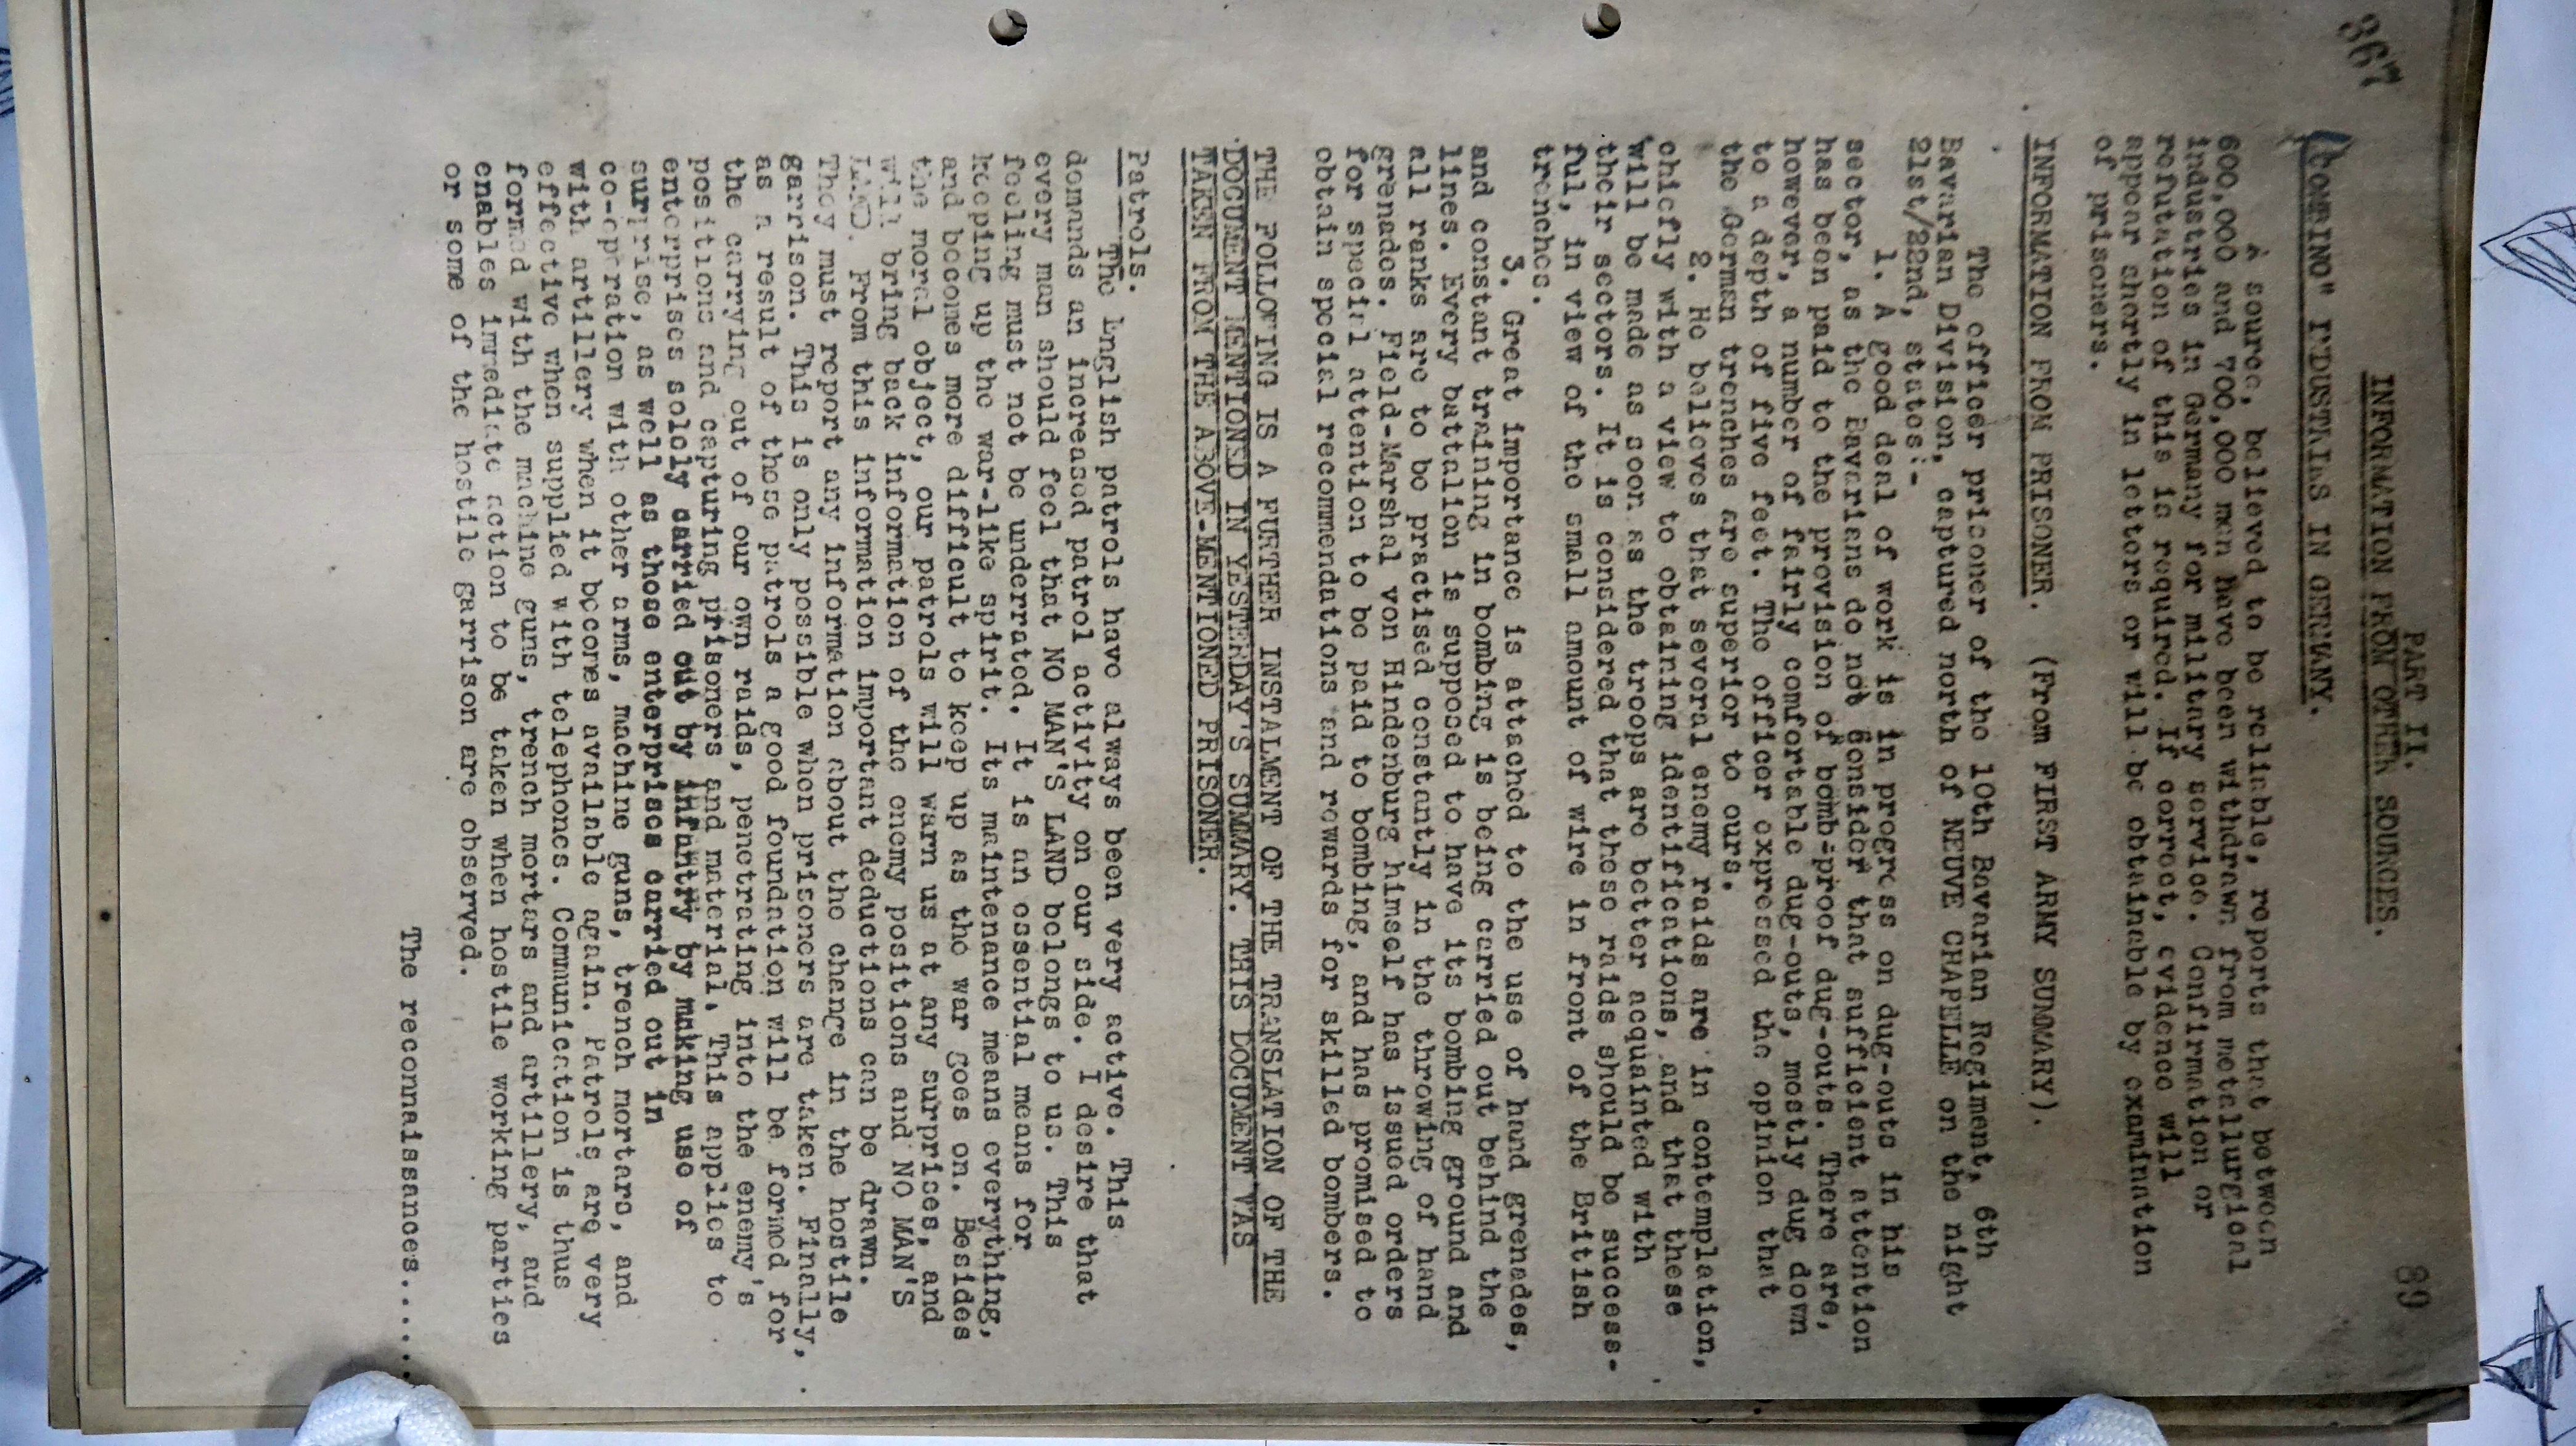 367
89
PART II.
INFORMATION FROM OTHER SOURCES.
"COMBING" INDUSTRIES IN GERMANY.
A source, believed to be reliable, reports that between
600,000 and 700,000 men have been withdrawn from metallurgical
industries in Germany for military service. Confirmation or
refutation of this is required. If correct, evidence will
appear shortly in letters or will be obtainable by examination
of prisoners.
INFORMATION FROM PRISONER. (From FIRST ARMY SUMMARY).
The officer prisoner of the 10th Bavarian Regiment, 6th
Bavarian Division, captured north of NEUVE CHAPELLE on the night
21st/22nd, states:-
1. A good deal of work is in progress on dug-outs in his
sector, as the Bavarians do not consider that sufficient attention
has been paid to the provision of bomb-proof dug-outs. There are,
however, a number of fairly comfortable dug-outs, mostly dug down
to a depth of five feet. The officer expressed the opinion that
the German trenches are superior to ours.
2. He believes that several enemy raids are in contemplation,
chiefly with a view to obtaining identifications, and that these
will be made as soon as the troops are better acquainted with
their sectors. It is considered that these raids should be success-
ful, in view of the small amount of wire in front of the British
trenches.
3. Great importance is attached to the use of hand grenades,
and constant training in bombing is being carried out behind the
lines. Every battalion is supposed to have its bombing ground and
all ranks are to be practised constantly in the throwing of hand
grenades. Field-Marshal von Hindenburg himself has issued orders
for special attention to be paid to bombing, and has promised to
obtain special recommendations and rewards for skilled bombers.
THE FOLLOWING IS A FURTHER INSTALMENT OF THE TRANSLATION OF THE
DOCUMENT MENTIONED IN YESTERDAY'S SUMMARY. THIS DOCUMENT WAS
TAKEN FROM THE ABOVE-MENTIONED PRISONER.
Patrols.
The English patrols have always been very active. This
demands an increased patrol activity on our side. I desire that
every man should feel that NO MAN'S LAND belongs to us. This
feeling must not be underrated. It is an essential means for
keeping up the war-like spirit. Its maintenance means everything,
and becomes more difficult to keep up as the war goes on. Besides
the moral object, our patrols will warn us at any surprises, and
will bring back information of the enemy positions and NO MAN'S
LAND. From this information important deductions can be drawn.
They must report any information about the change in the hostile
garrison. This is only possible when prisoners are taken. Finally,
as a result of these patrols a good foundation will be formed for
the carrying out of our own raids, penetrating into the enemy's
positions and capturing prisoners and material. This applies to
enterprises solely carried out by infantry by making use of
surprise, as well as those enterprises carried out in
co-operation with other arms, machine guns, trench mortars, and
with artillery when it becomes available again. Patrols are very
effective when supplied with telephones. Communication is thus
formed with the machine guns, trench mortars and artillery, and
enables immediate action to be taken when hostile working parties
or some of the hostile garrison are observed.
The reconnaissances......